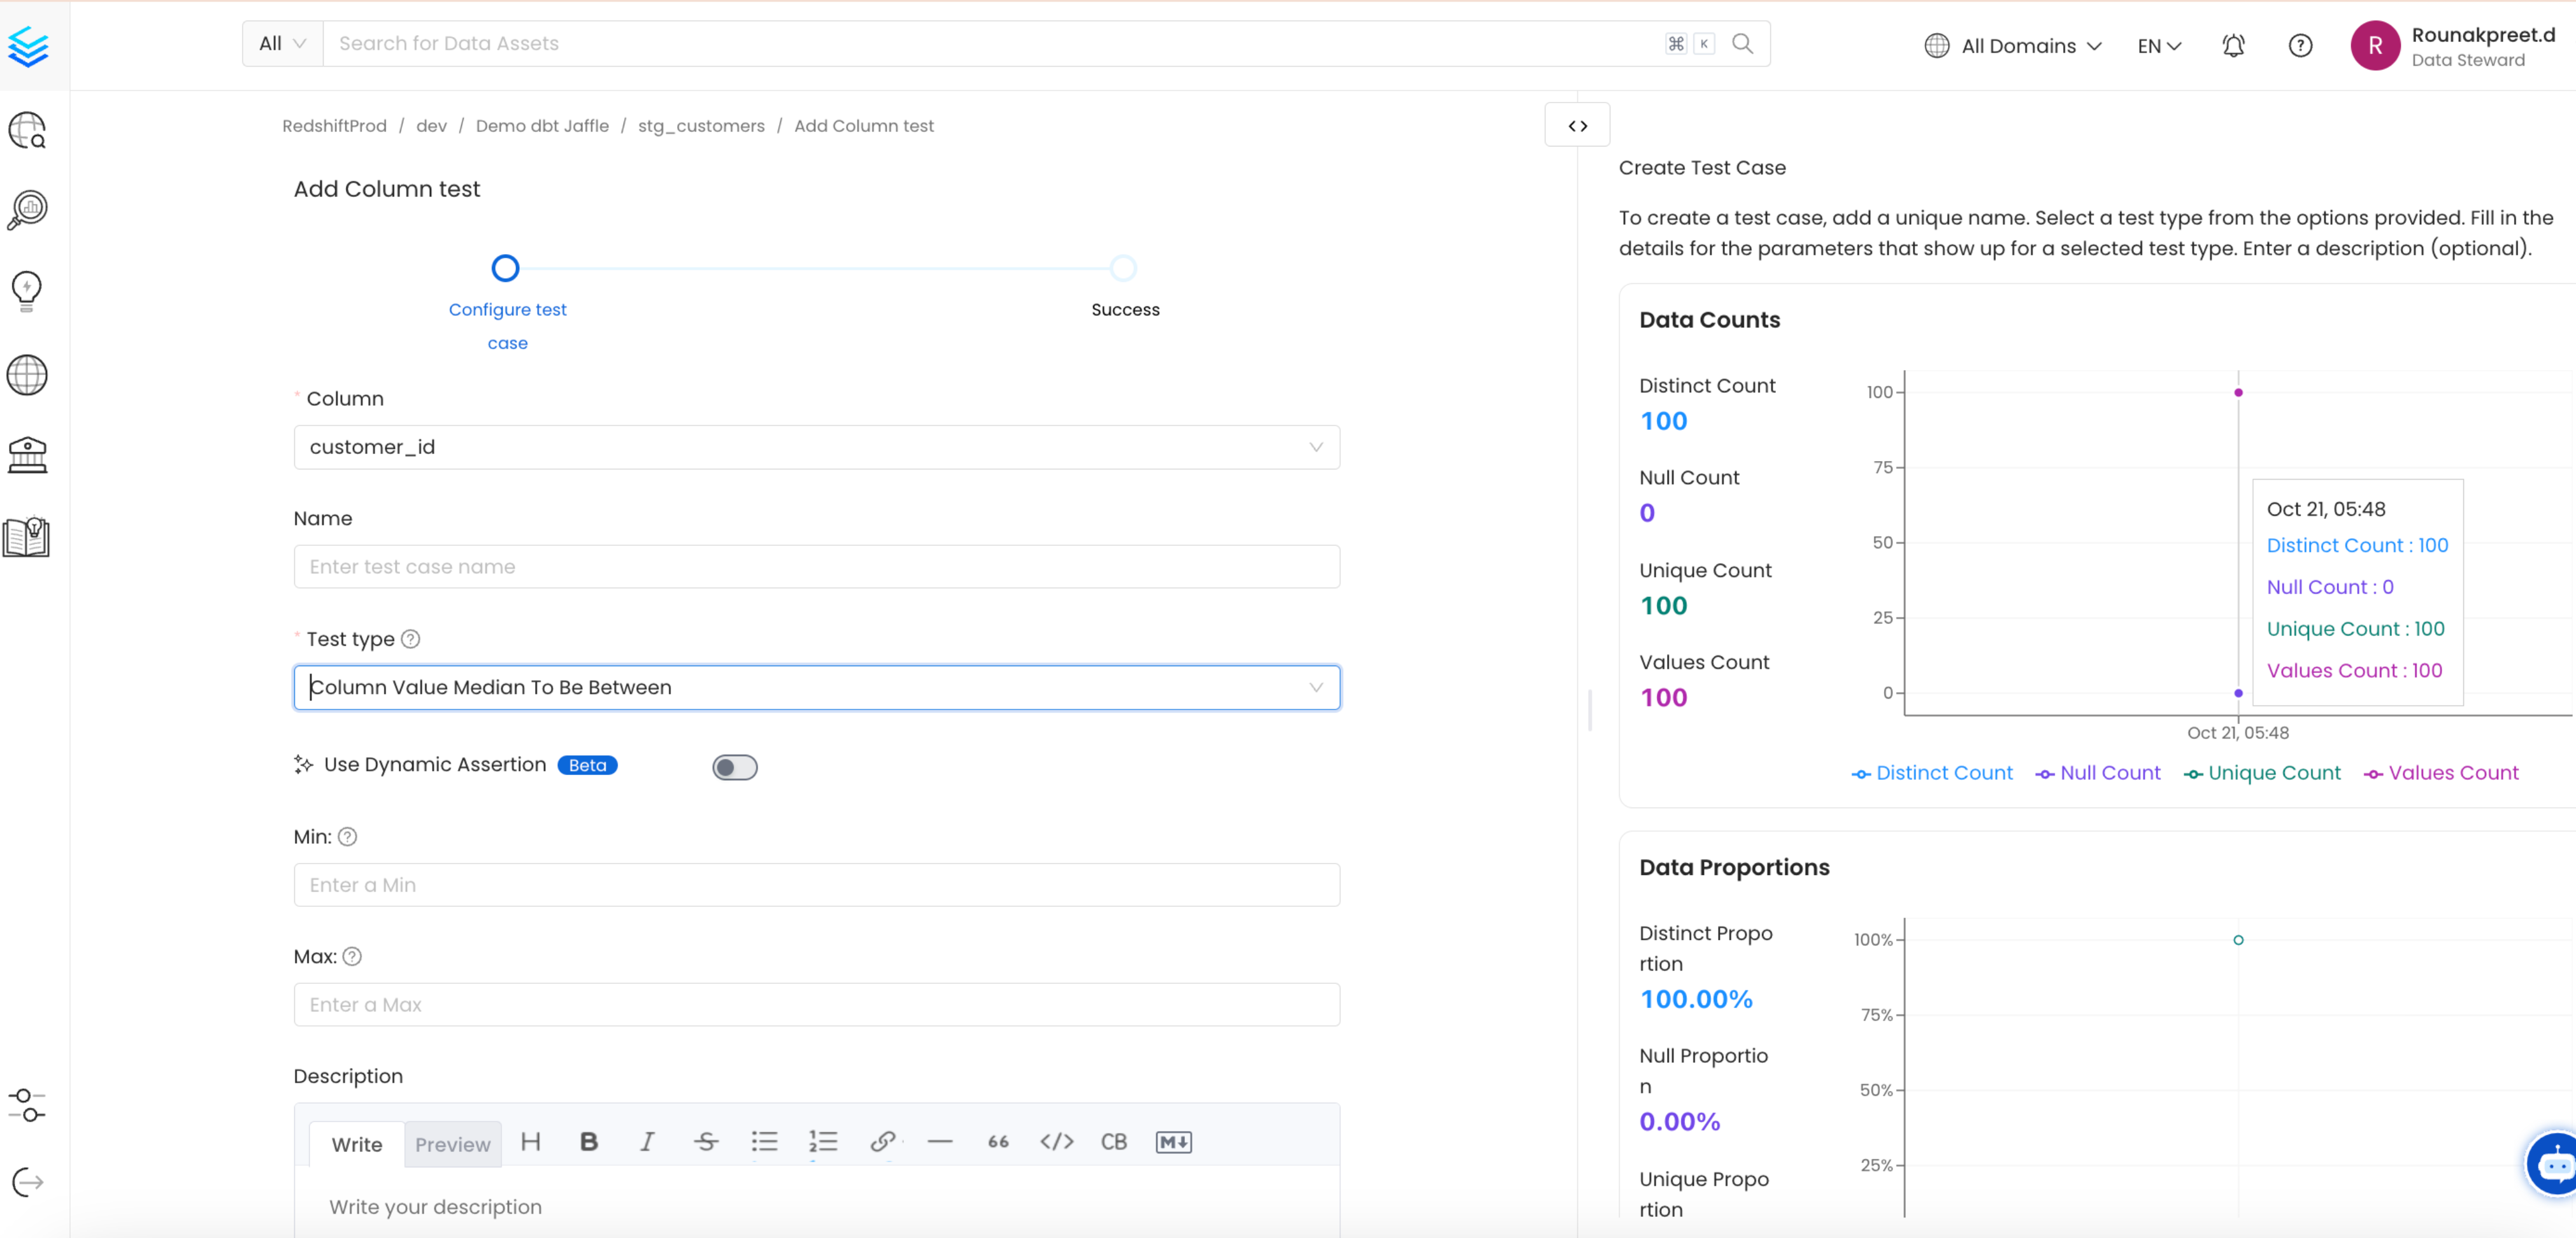 All
Search for Data Assets
⌘ K
All Domains
EN
R
Rounakpreet.d
Data Steward
RedshiftProd / dev / Demo dbt Jaffle / stg_customers / Add Column test
Add Column test
Configure test
case
Success
* Column
customer_id
Name
Enter test case name
* Test type ?
Column Value Median To Be Between
Use Dynamic Assertion Beta
Min: ?
Enter a Min
Max: ?
Enter a Max
Description
Write Preview H B I S 66 </> CB M↓
Write your description
< >
Create Test Case
To create a test case, add a unique name. Select a test type from the options provided. Fill in the
details for the parameters that show up for a selected test type. Enter a description (optional).
Data Counts
Distinct Count
100
Null Count
0
Unique Count
100
Values Count
100
100
75
50
25
0
Oct 21, 05:48
Distinct Count : 100
Null Count : 0
Unique Count : 100
Values Count : 100
Oct 21, 05:48
Distinct Count Null Count Unique Count Values Count
Data Proportions
Distinct Propo
rtion
100.00%
Null Proportio
n
0.00%
Unique Propo
rtion
100%
75%
50%
25%